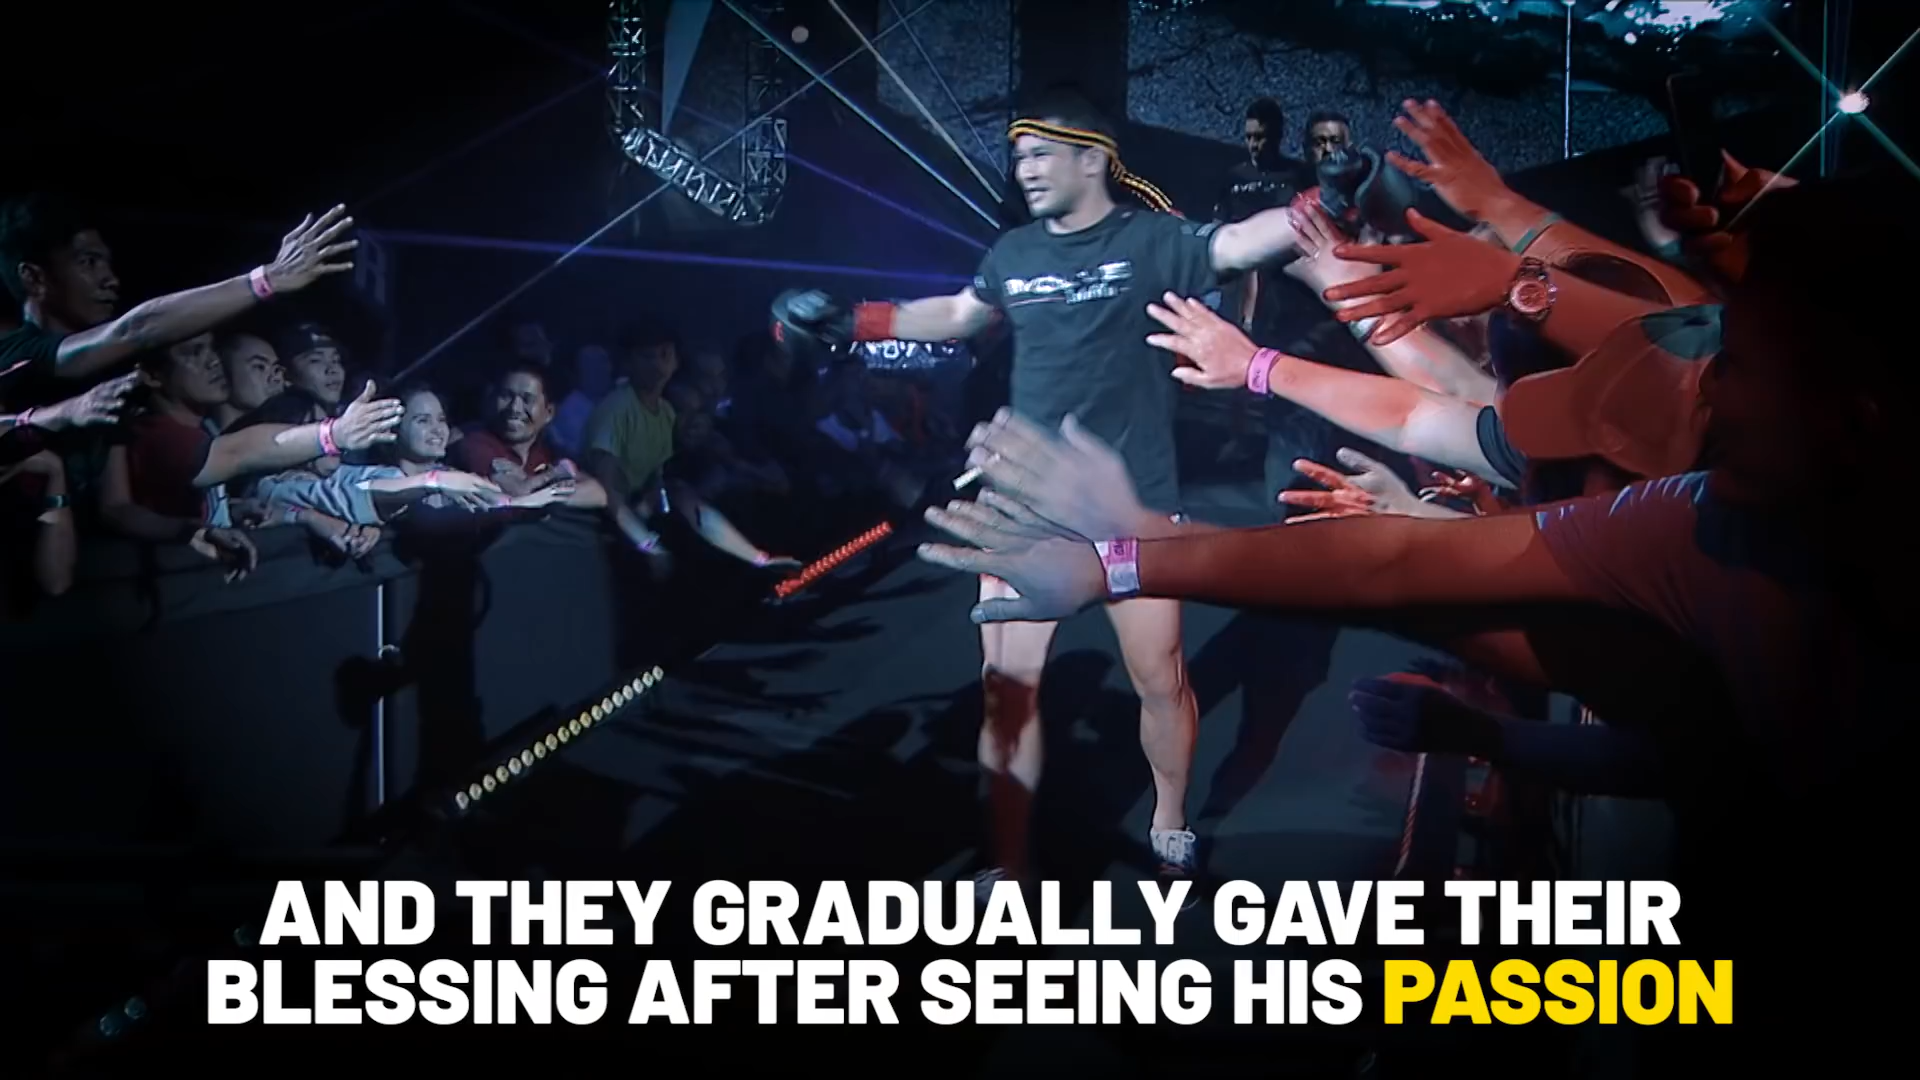 AND THEY GRADUALLY GAVE THEIR
BLESSING AFTER SEEING HIS PASSION